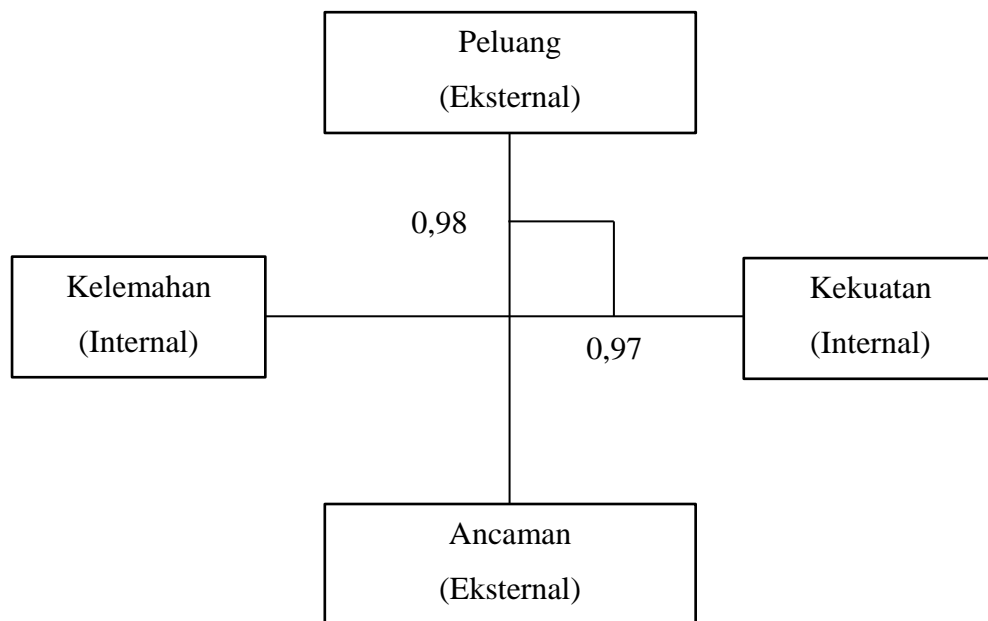 Peluang
(Eksternal)
0,98
Kelemahan
(Internal)
Kekuatan
(Internal)
0,97
Ancaman
(Eksternal)